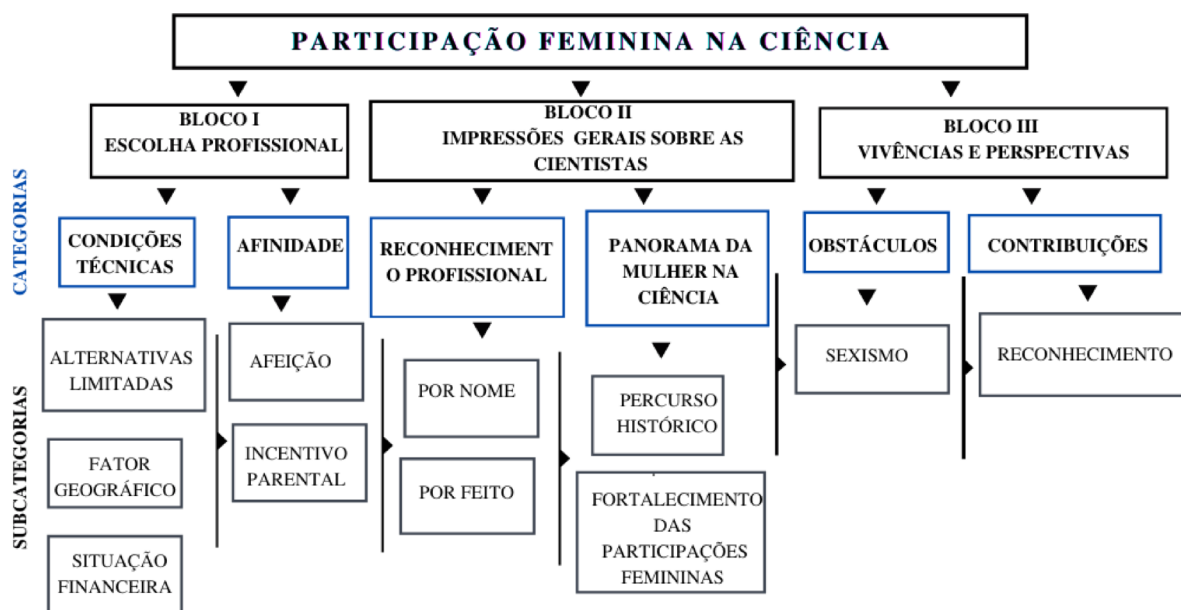 PARTICIPAÇÃO FEMININA NA CIÊNCIA
BLOCO I
ESCOLHA PROFISSIONAL
BLOCO II
IMPRESSÕES GERAIS SOBRE AS
CIENTISTAS
BLOCO III
VIVÊNCIAS E PERSPECTIVAS
CATEGORIAS
CONDIÇÕES
TÉCNICAS
AFINIDADE
RECONHECIMENT
O PROFISSIONAL
PANORAMA DA
MULHER NA
CIÊNCIA
OBSTÁCULOS
CONTRIBUIÇÕES
SUBCATEGORIAS
ALTERNATIVAS
LIMITADAS
FATOR
GEOGRÁFICO
SITUAÇÃO
FINANCEIRA
AFEIÇÃO
INCENTIVO
PARENTAL
POR NOME
POR FEITO
PERCURSO
HISTÓRICO
FORTALECIMENTO
DAS
PARTICIPAÇÕES
FEMININAS
SEXISMO
RECONHECIMENTO